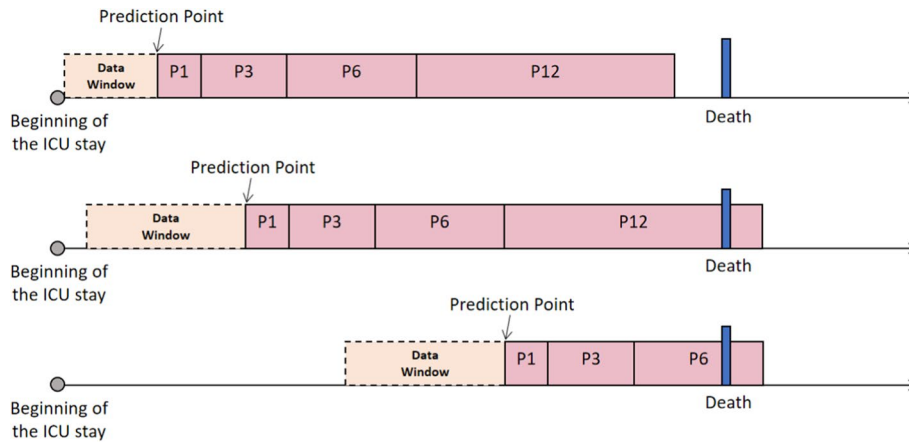 Prediction Point
Data
Window
P1
P3
P6
P12
Beginning of
the ICU stay
Death
Prediction Point
Data
Window
P1
P3
P6
P12
Beginning of
the ICU stay
Death
Prediction Point
Data
Window
P1
P3
P6
Beginning of
the ICU stay
Death